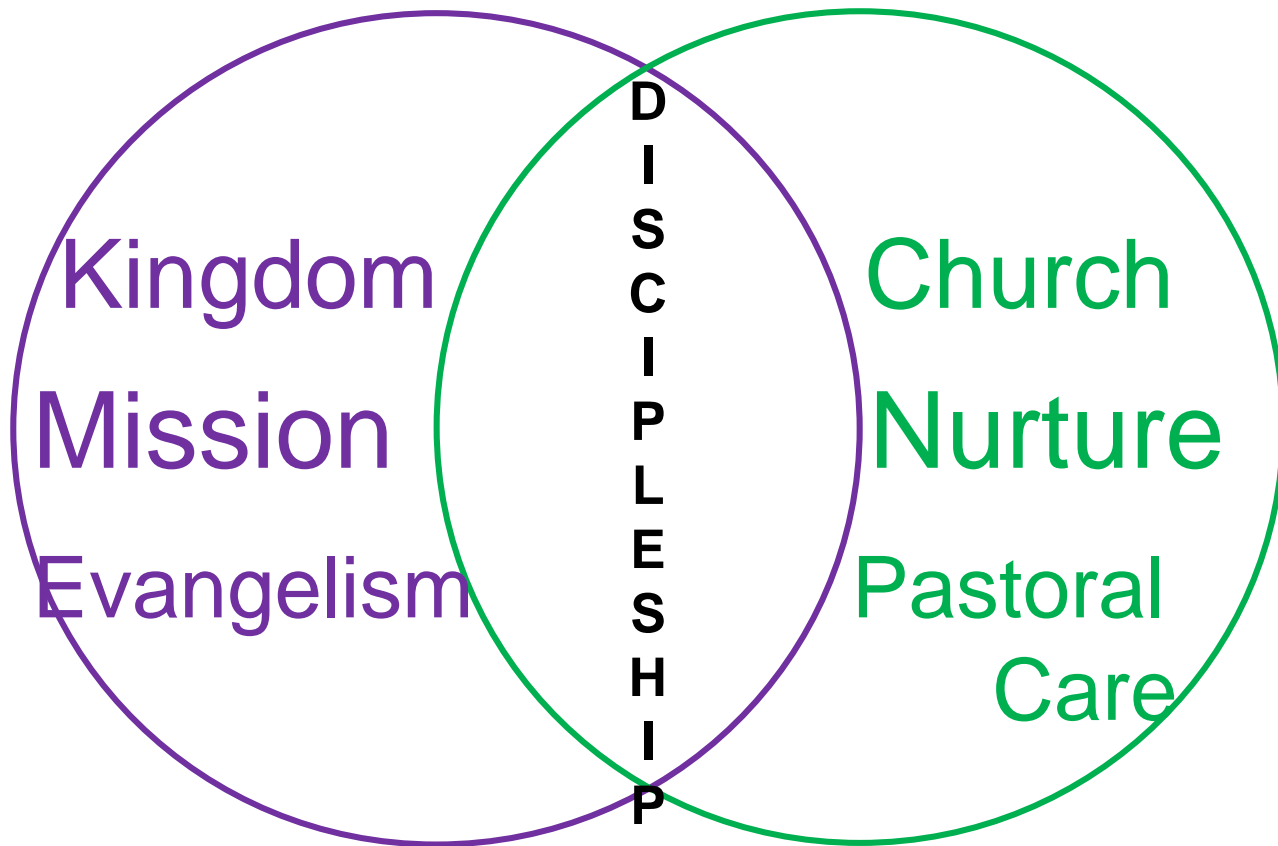 Kingdom
Mission
Evangelism
D
I
S
C
I
P
L
E
S
H
I
P
Church
Nurture
Pastoral
Care